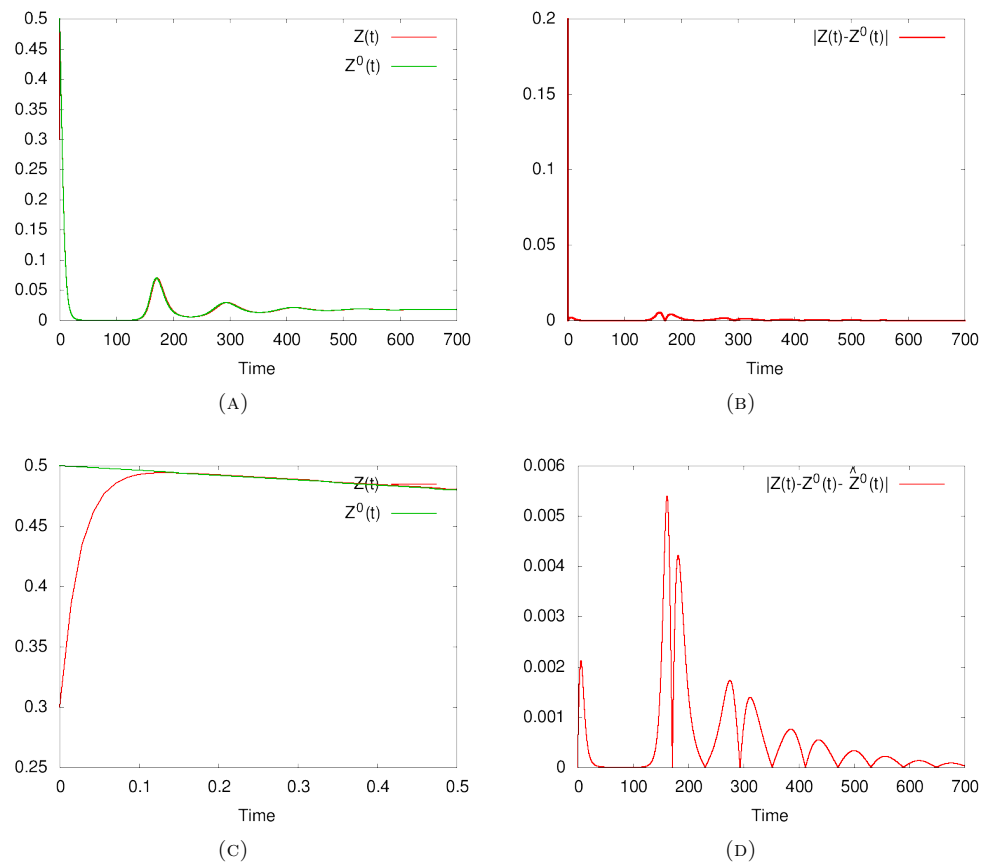 0.5
0.45
0.4
0.35
0.3
0.25
0.2
0.15
0.1
0.05
0
Z(t)
Z⁰(t)
0 100 200 300 400 500 600 700
Time
(A)
0.2
0.15
0.1
0.05
0
|Z(t)-Z⁰(t)|
0 100 200 300 400 500 600 700
Time
(B)
0.5
0.45
0.4
0.35
0.3
0.25
Z(t)
Z⁰(t)
0 0.1 0.2 0.3 0.4 0.5
Time
(C)
0.006
0.005
0.004
0.003
0.002
0.001
0
|Z(t)-Z⁰(t)- Ẑ⁰(t)|
0 100 200 300 400 500 600 700
Time
(D)